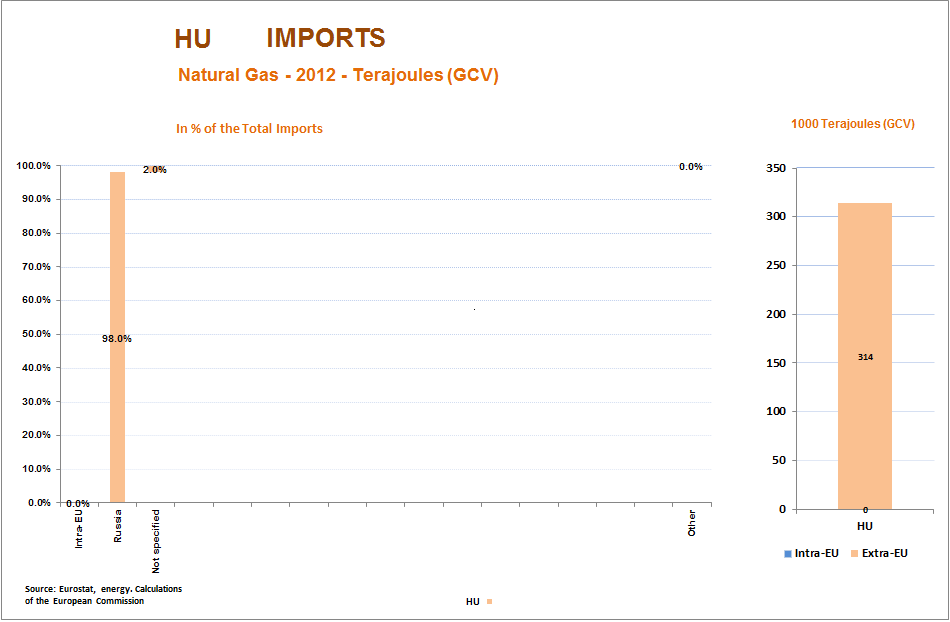 HU IMPORTS
Natural Gas - 2012 - Terajoules (GCV)
In % of the Total Imports
100.0%
90.0%
80.0%
70.0%
60.0%
50.0%
40.0%
30.0%
20.0%
10.0%
0.0%
0.0%
98.0%
2.0%
0.0%
Intra-EU
Russia
Not specified
Other
HU
Source: Eurostat, energy. Calculations
of the European Commission
1000 Terajoules (GCV)
350
300
250
200
150
100
50
0
314
0
HU
Intra-EU Extra-EU